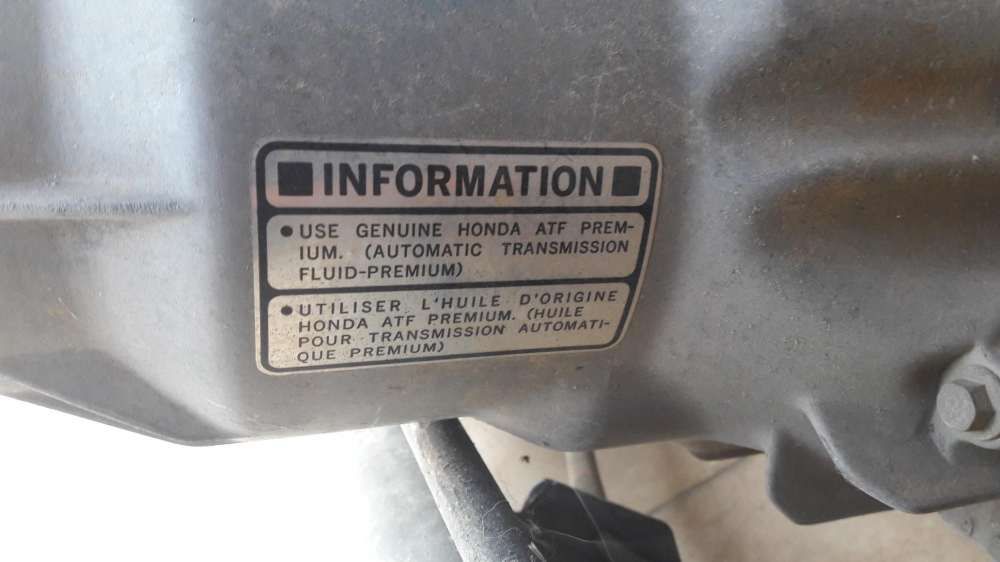 INFORMATION
● USE GENUINE HONDA ATF PREM-
IUM. (AUTOMATIC TRANSMISSION
FLUID-PREMIUM)
● UTILISER L'HUILE D'ORIGINE
HONDA ATF PREMIUM. (HUILE
POUR TRANSMISSION AUTOMATI-
QUE PREMIUM)